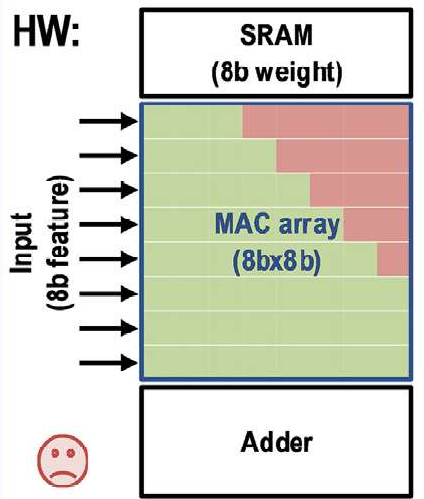 HW:
SRAM
(8b weight)
Input
(8b feature)
MAC array
(8bx8b)
Adder